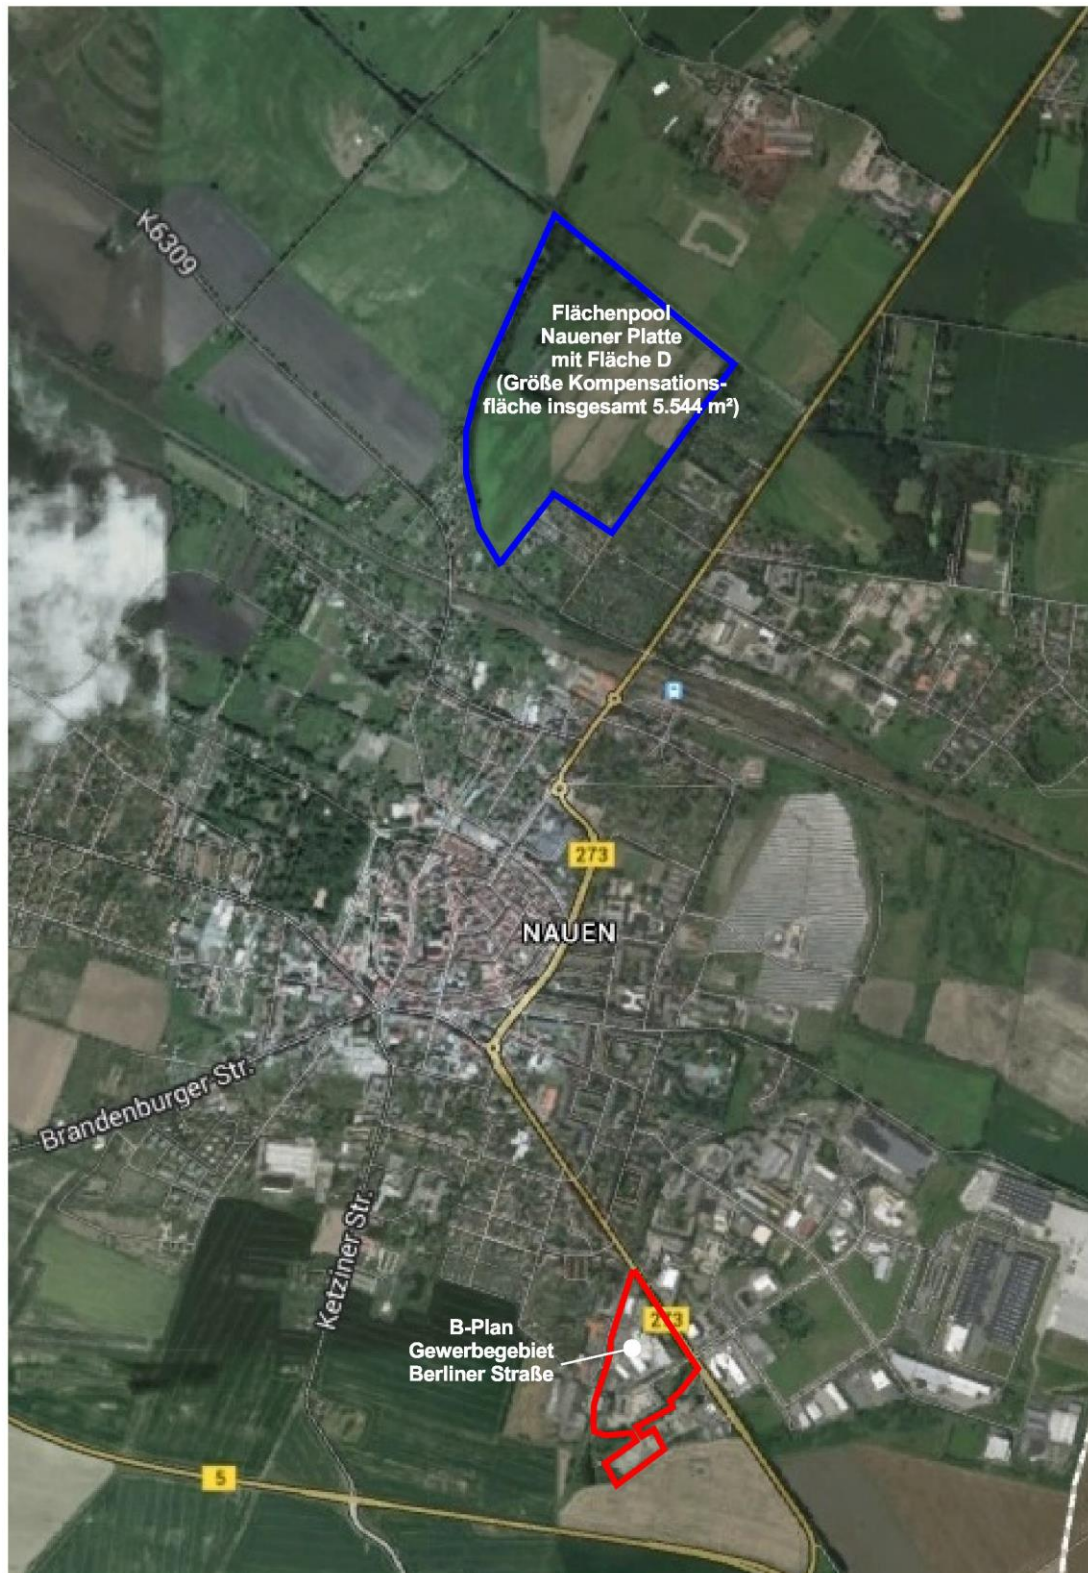 K6309
Flächenpool
Nauener Platte
mit Fläche D
(Größe Kompensations-
fläche insgesamt 5.544 m²)
273
NAUEN
Brandenburger Str.
Ketziner Str.
273
B-Plan
Gewerbegebiet
Berliner Straße
5